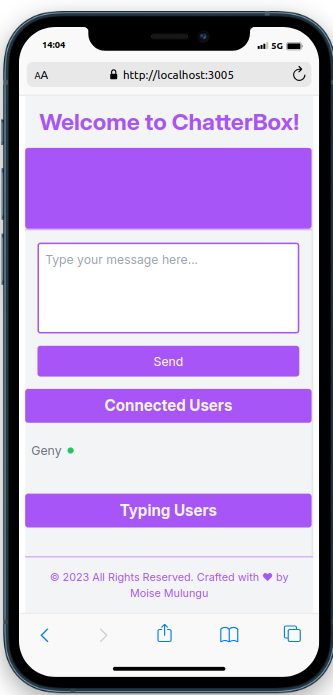 14:04
5G
AA
http://localhost:3005
Welcome to ChatterBox!
Type your message here...
Send
Connected Users
Geny
Typing Users
© 2023 All Rights Reserved. Crafted with ❤ by
Moise Mulungu